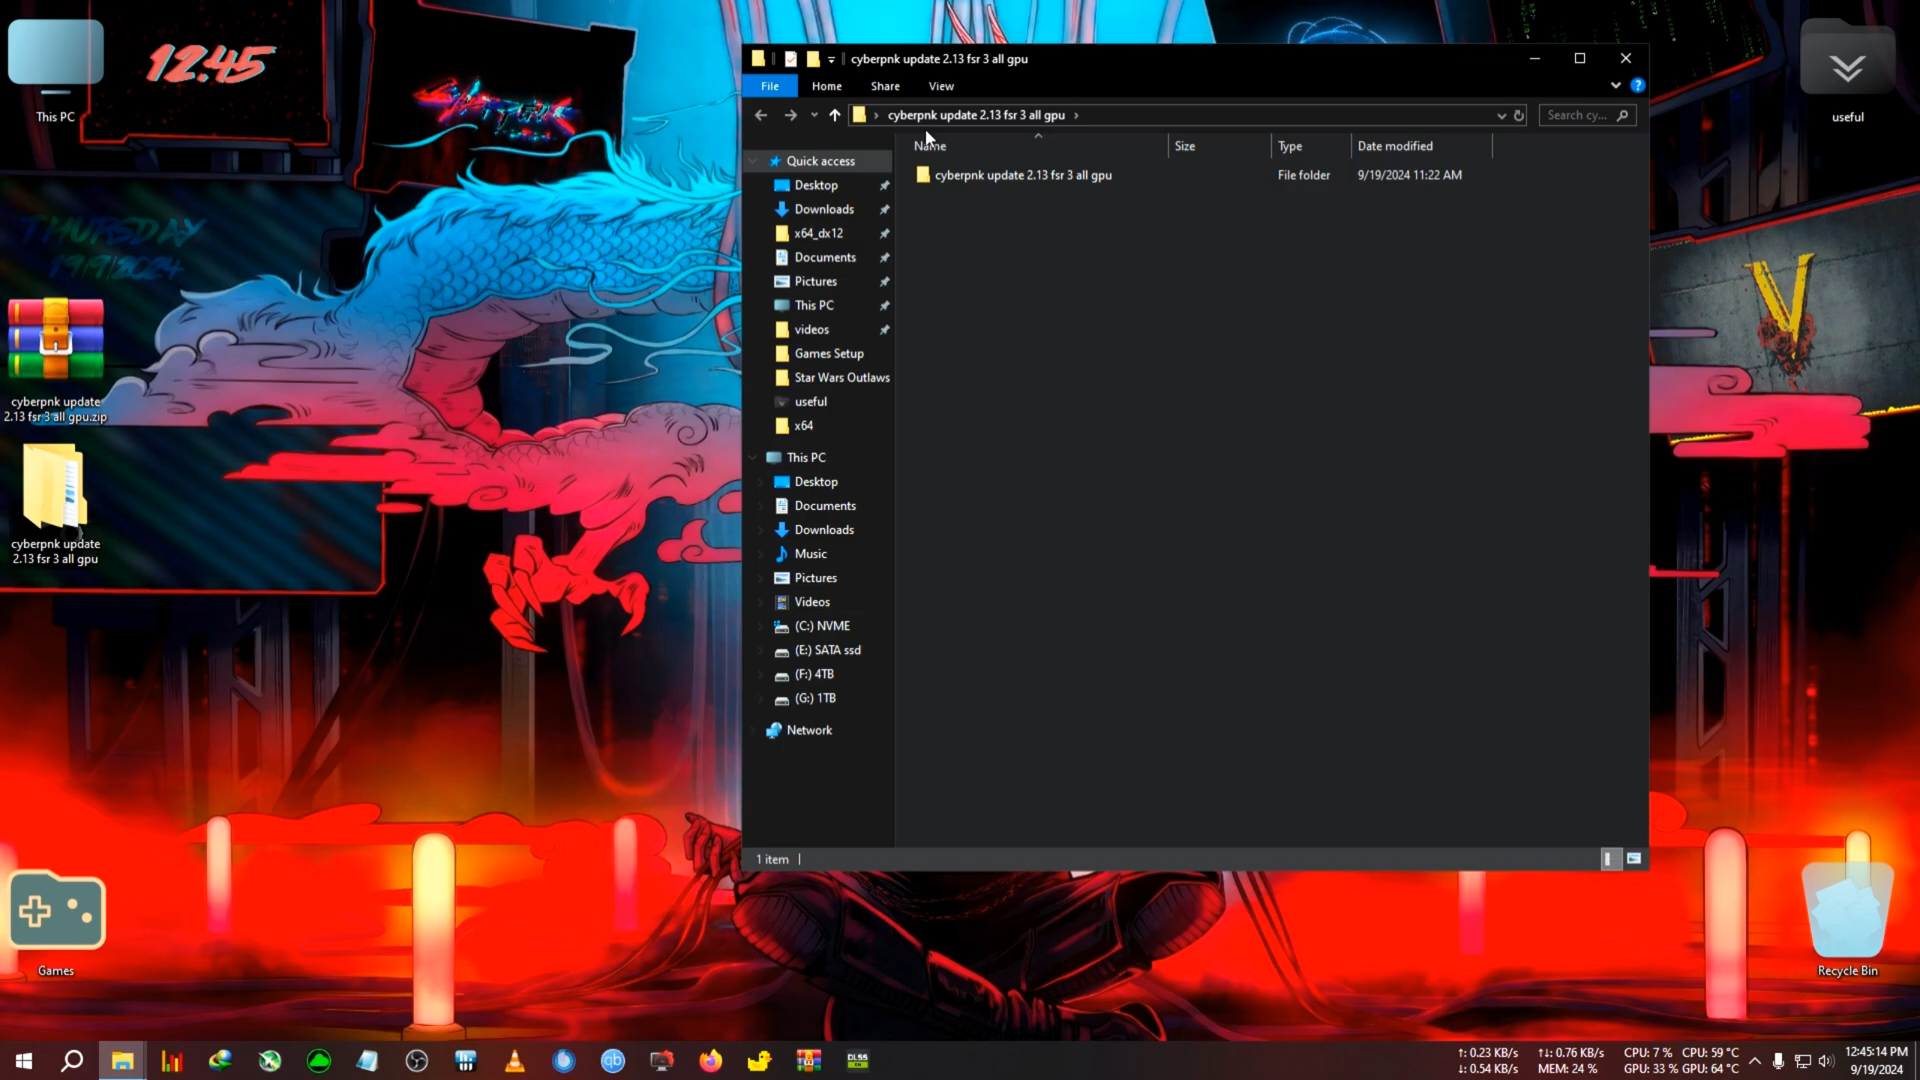 This PC
12:45
THURSDAY
19/9/2024
cyberpnk update
2.13 fsr 3 all gpu.zip
cyberpnk update
2.13 fsr 3 all gpu
Games
cyberpnk update 2.13 fsr 3 all gpu
File
Home
Share
View
cyberpnk update 2.13 fsr 3 all gpu
Search cy...
Name
Size
Type
Date modified
cyberpnk update 2.13 fsr 3 all gpu
File folder
9/19/2024 11:22 AM
Quick access
Desktop
Downloads
x64_dx12
Documents
Pictures
This PC
videos
Games Setup
Star Wars Outlaws
useful
x64
This PC
Desktop
Documents
Downloads
Music
Pictures
Videos
(C:) NVME
(E:) SATA ssd
(F:) 4TB
(G:) 1TB
Network
1 item
useful
V
Recycle Bin
qb
DLSS
↑: 0.23 KB/s
↓: 0.54 KB/s
↑↓: 0.76 KB/s
MEM: 24 %
CPU: 7 % CPU: 59 °C
GPU: 33 % GPU: 64 °C
12:45:14 PM
9/19/2024